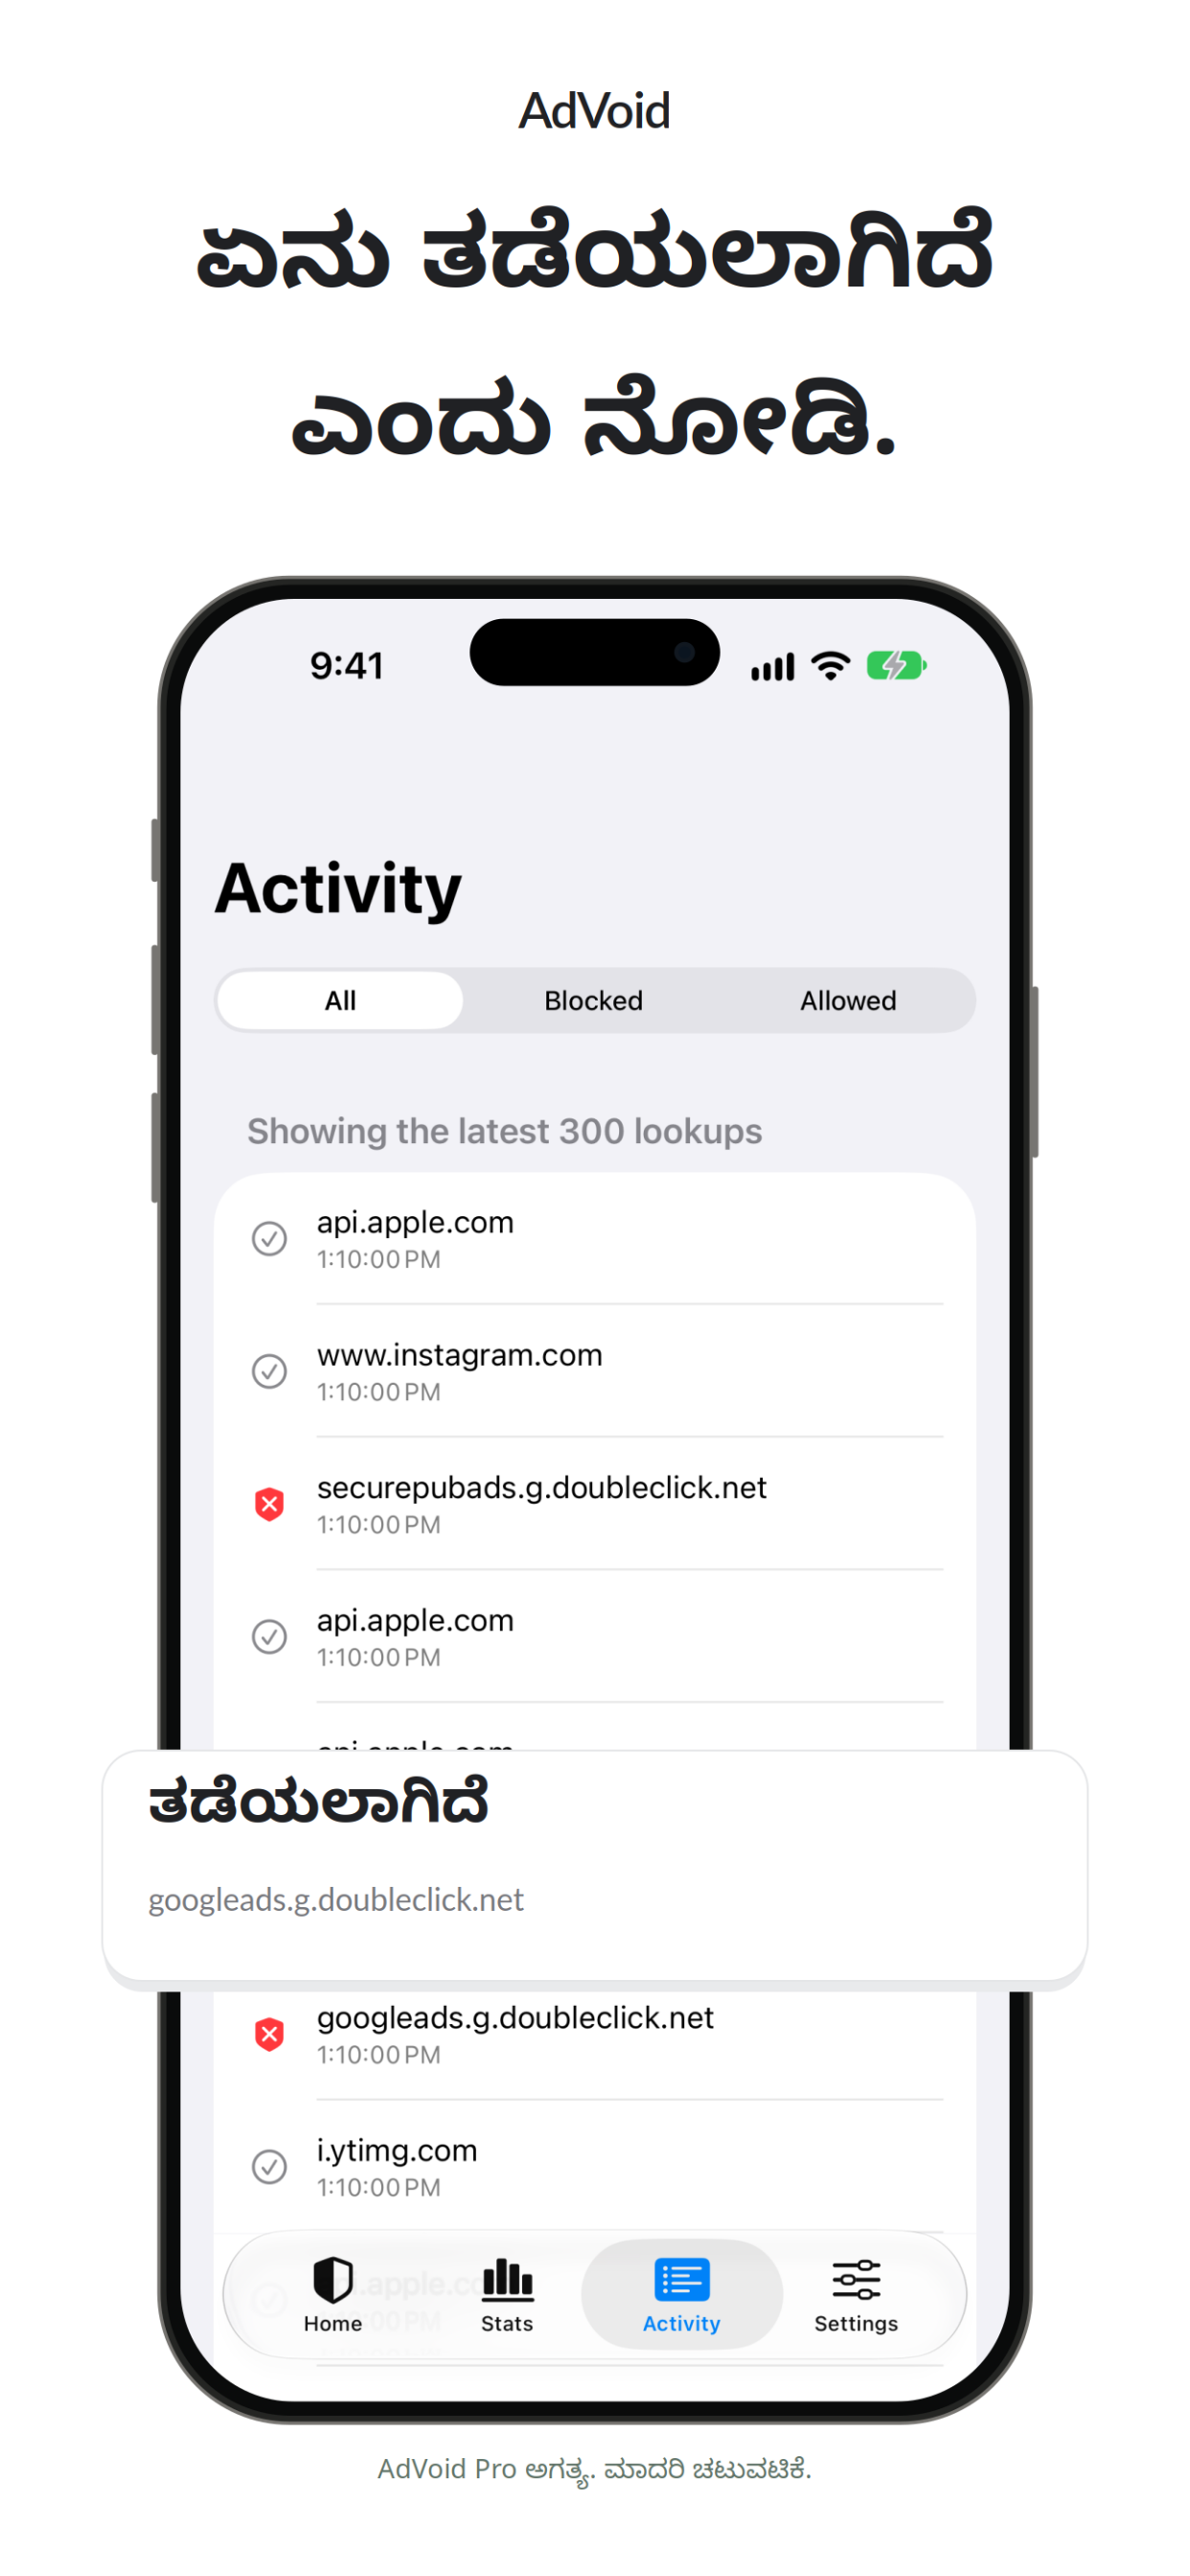 AdVoid
ಏನು ತಡೆಯಲಾಗಿದೆ
ಎಂದು ನೋಡಿ.
9:41
Activity
All Blocked Allowed
Showing the latest 300 lookups
api.apple.com
1:10:00 PM
www.instagram.com
1:10:00 PM
securepubads.g.doubleclick.net
1:10:00 PM
api.apple.com
1:10:00 PM
ತಡೆಯಲಾಗಿದೆ
googleads.g.doubleclick.net
googleads.g.doubleclick.net
1:10:00 PM
i.ytimg.com
1:10:00 PM
Home Stats Activity Settings
AdVoid Pro ಅಗತ್ಯ. ಮಾದರಿ ಚಟುವಟಿಕೆ.